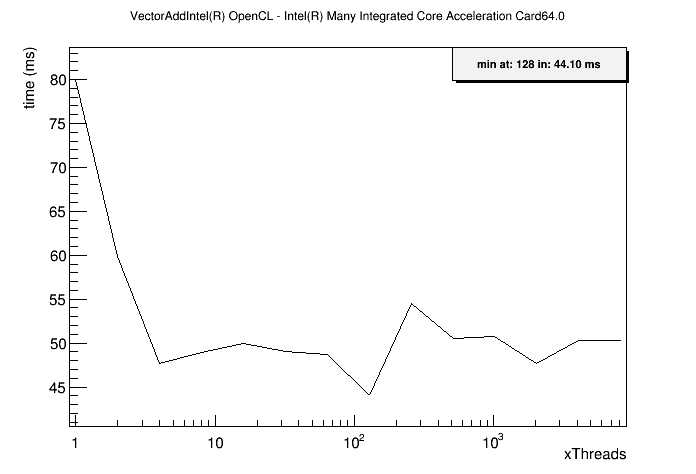 VectorAddIntel(R) OpenCL - Intel(R) Many Integrated Core Acceleration Card64.0
time (ms)
min at: 128 in: 44.10 ms
80
75
70
65
60
55
50
45
1 10 10² 10³
xThreads